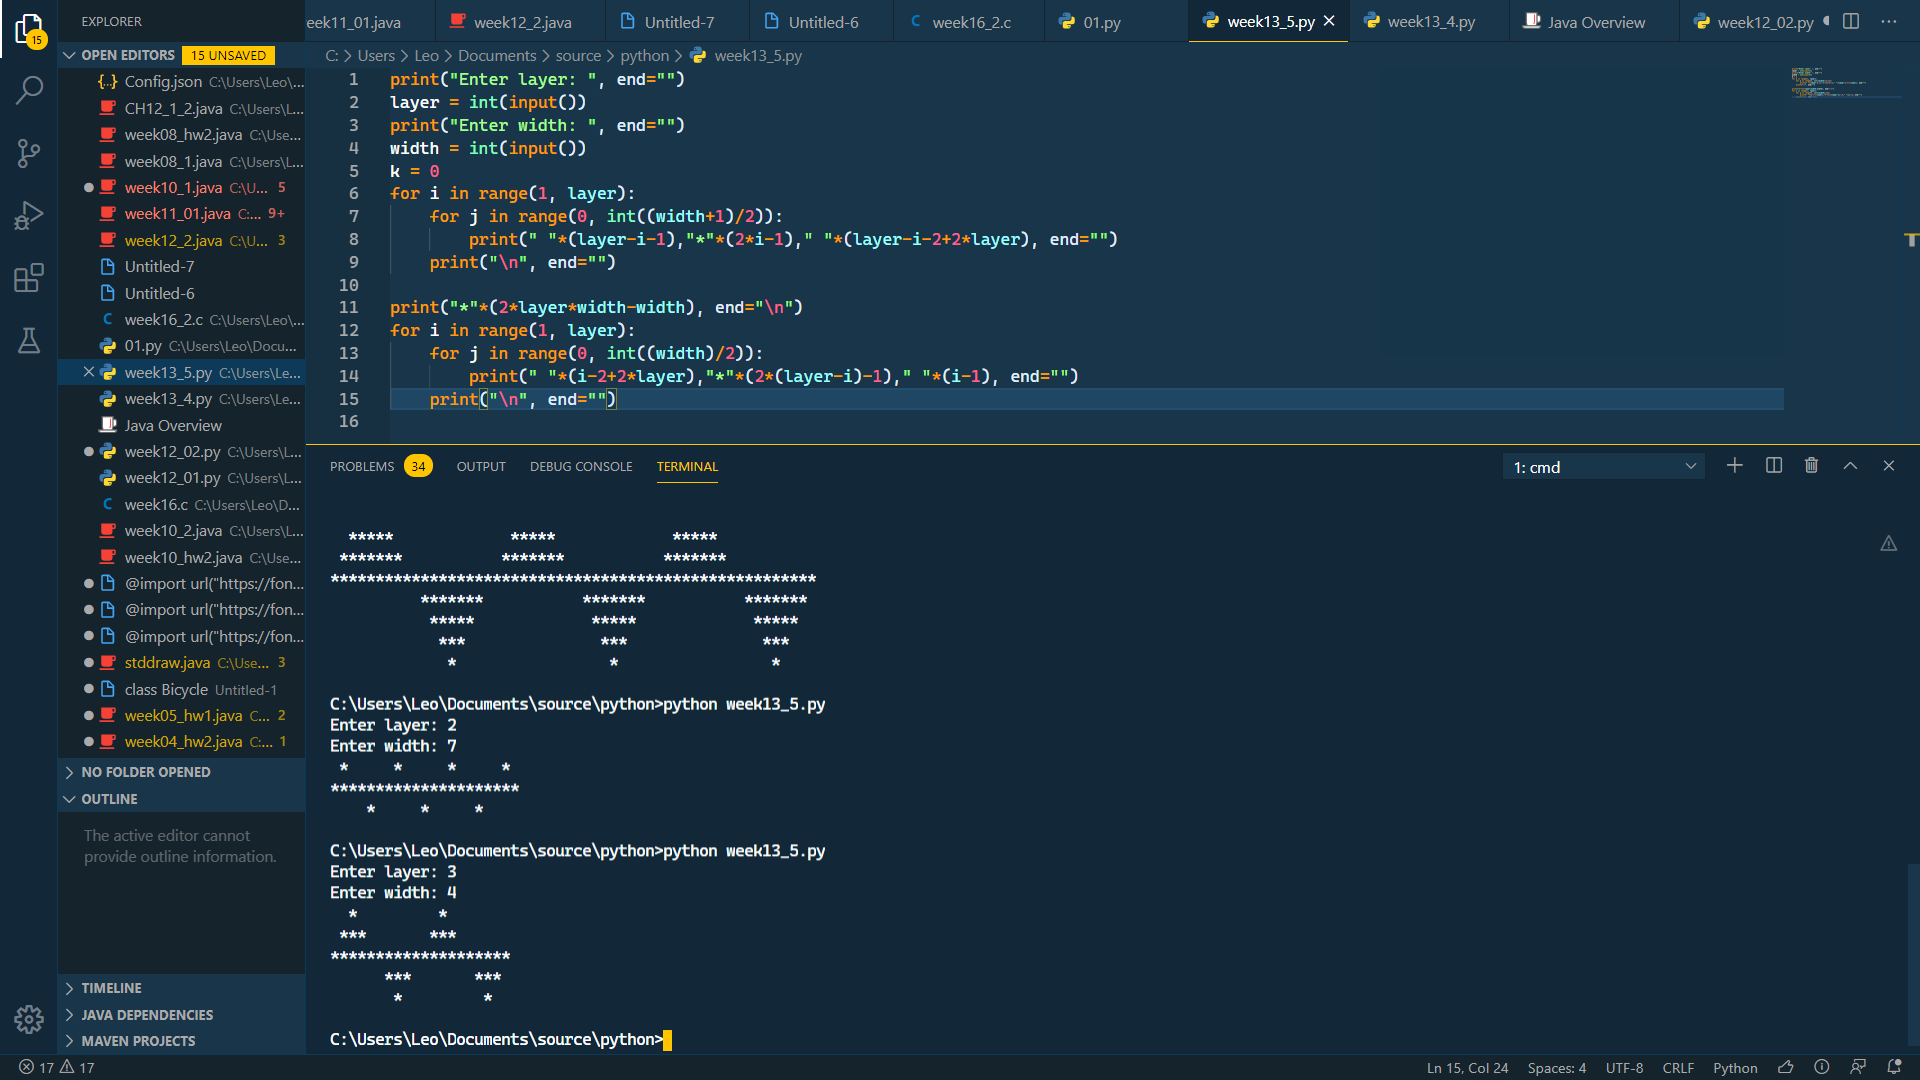 EXPLORER
15
OPEN EDITORS 15 UNSAVED
Config.json C:\Users\Leo\...
CH12_1_2.java C:\Users\L...
week08_hw2.java C:\Use...
week08_1.java C:\Users\L...
week10_1.java C:\U... 5
week11_01.java C:... 9+
week12_2.java C:\U... 3
Untitled-7
Untitled-6
C week16_2.c C:\Users\Leo\...
01.py C:\Users\Leo\Docu...
week13_5.py C:\Users\Le...
week13_4.py C:\Users\Le...
Java Overview
week12_02.py C:\Users\L...
week12_01.py C:\Users\L...
C week16.c C:\Users\Leo\D...
week10_2.java C:\Users\L...
week10_hw2.java C:\Use...
@import url("https://fon...
@import url("https://fon...
@import url("https://fon...
stddraw.java C:\Use... 3
class Bicycle Untitled-1
week05_hw1.java C:... 2
week04_hw2.java C:... 1
NO FOLDER OPENED
OUTLINE
The active editor cannot
provide outline information.
TIMELINE
JAVA DEPENDENCIES
MAVEN PROJECTS
eek11_01.java week12_2.java Untitled-7 Untitled-6 C week16_2.c 01.py week13_5.py week13_4.py Java Overview week12_02.py
C: > Users > Leo > Documents > source > python > week13_5.py
1 print("Enter layer: ", end="")
2 layer = int(input())
3 print("Enter width: ", end="")
4 width = int(input())
5 k = 0
6 for i in range(1, layer):
7     for j in range(0, int((width+1)/2)):
8         print(" "*(layer-i-1),"*"*(2*i-1)," "*(layer-i-2+2*layer), end="")
9     print("\n", end="")
10
11 print("*"*(2*layer*width-width), end="\n")
12 for i in range(1, layer):
13     for j in range(0, int((width)/2)):
14         print(" "*(i-2+2*layer),"*"*(2*(layer-i)-1)," "*(i-1), end="")
15     print("\n", end="")
16
PROBLEMS 34 OUTPUT DEBUG CONSOLE TERMINAL 1: cmd
  *****             *****             *****
 *******           *******           *******
******************************************************
          *******           *******           *******
           *****             *****             *****
            ***               ***               ***
             *                 *                 *
C:\Users\Leo\Documents\source\python>python week13_5.py
Enter layer: 2
Enter width: 7
 *     *     *     *
*********************
    *     *     *
C:\Users\Leo\Documents\source\python>python week13_5.py
Enter layer: 3
Enter width: 4
  *         *
 ***       ***
********************
      ***       ***
       *         *
C:\Users\Leo\Documents\source\python>
17 17 Ln 15, Col 24 Spaces: 4 UTF-8 CRLF Python